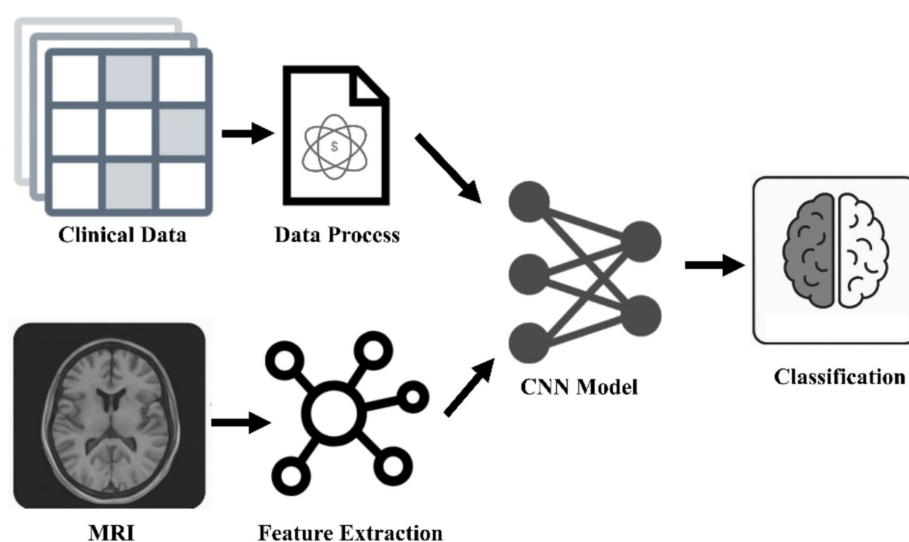 Clinical Data
Data Process
$
CNN Model
Classification
MRI
Feature Extraction